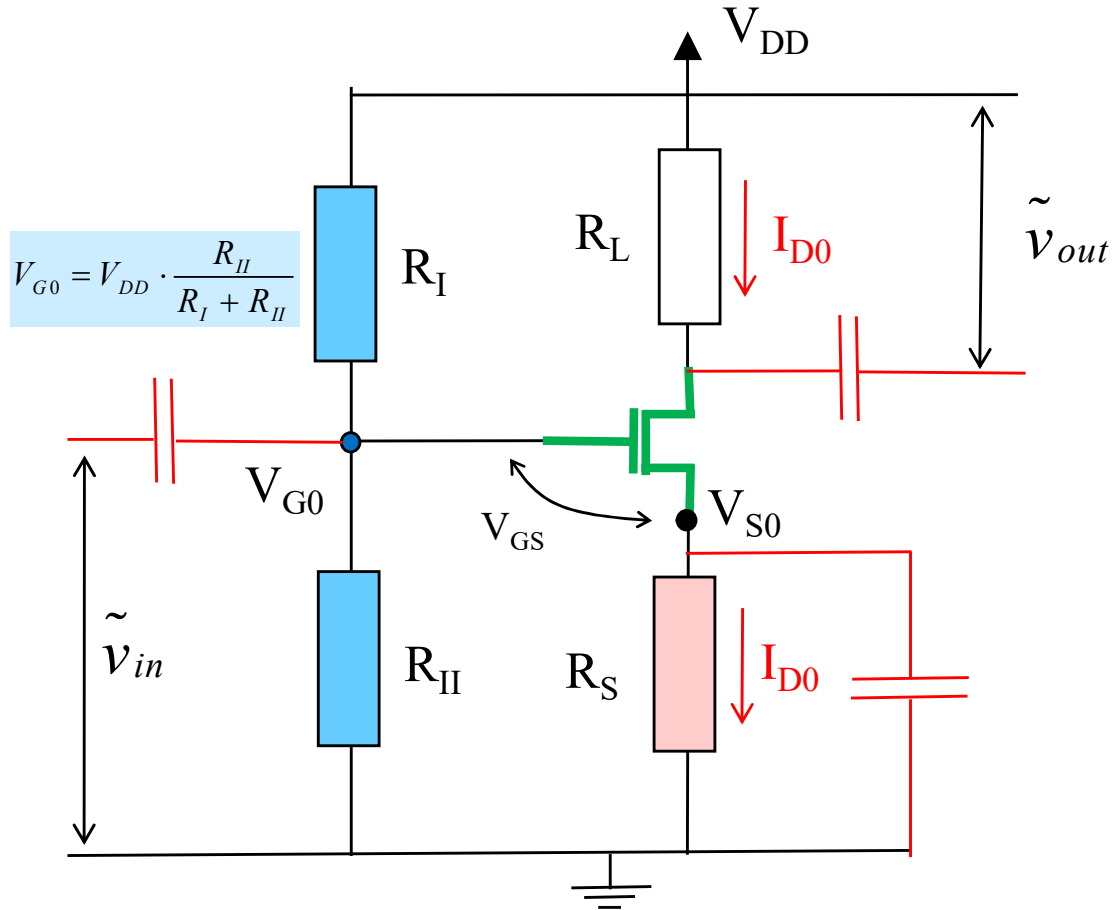 V_DD
R_I
R_L
I_D0
ṽ_out
V_G0 = V_DD · R_II / (R_I + R_II)
V_G0
V_GS
V_S0
ṽ_in
R_II
R_S
I_D0